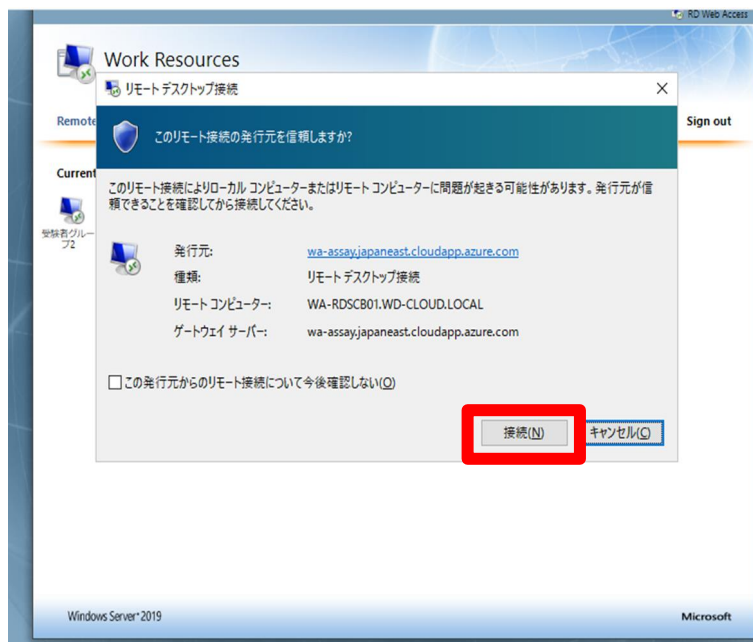 RD Web Access
Work Resources
リモート デスクトップ接続
Remote
Sign out
このリモート接続の発行元を信頼しますか?
Current
このリモート接続によりローカル コンピューターまたはリモート コンピューターに問題が起きる可能性があります。発行元が信
頼できることを確認してから接続してください。
受験者グルー
プ2
発行元: wa-assay.japaneast.cloudapp.azure.com
種類: リモート デスクトップ接続
リモート コンピューター: WA-RDSCB01.WD-CLOUD.LOCAL
ゲートウェイ サーバー: wa-assay.japaneast.cloudapp.azure.com
この発行元からのリモート接続について今後確認しない(O)
接続(N) キャンセル(C)
Windows Server 2019
Microsoft